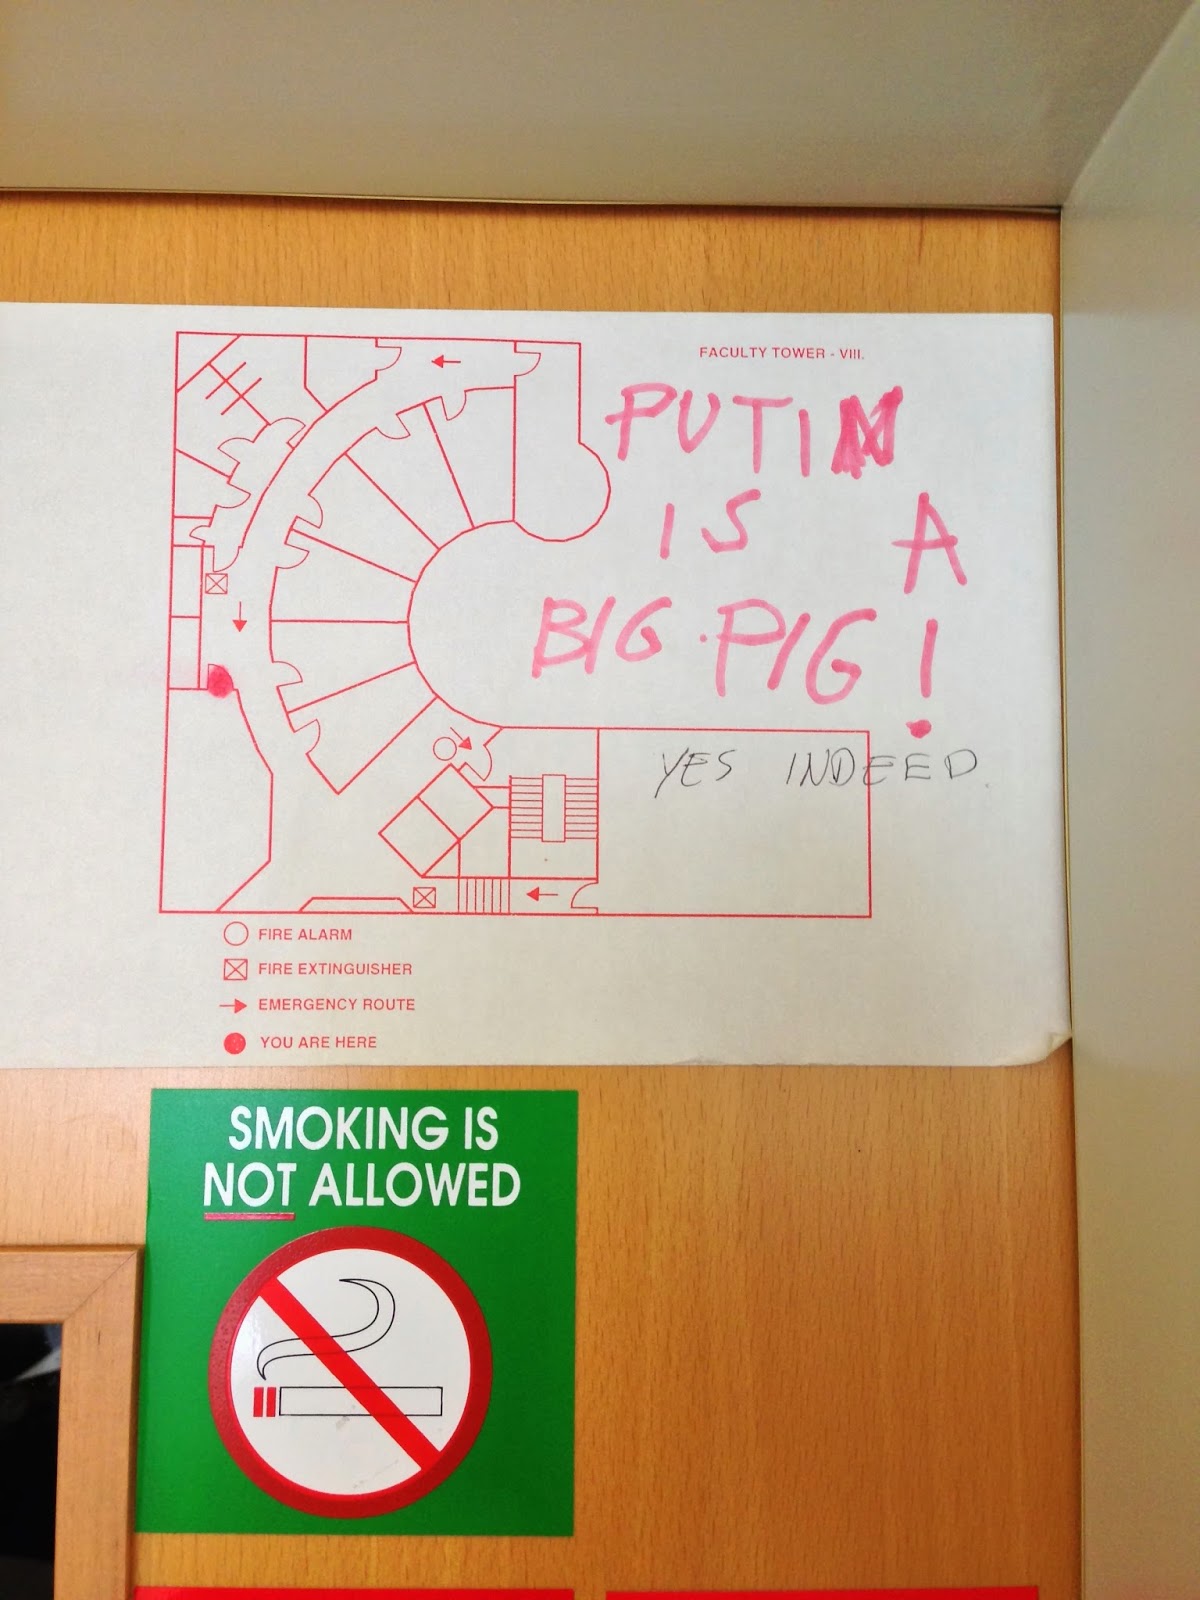 FACULTY TOWER - VIII.
PUTIN
IS A
BIG PIG!
YES INDEED.
FIRE ALARM
FIRE EXTINGUISHER
EMERGENCY ROUTE
YOU ARE HERE
SMOKING IS
NOT ALLOWED